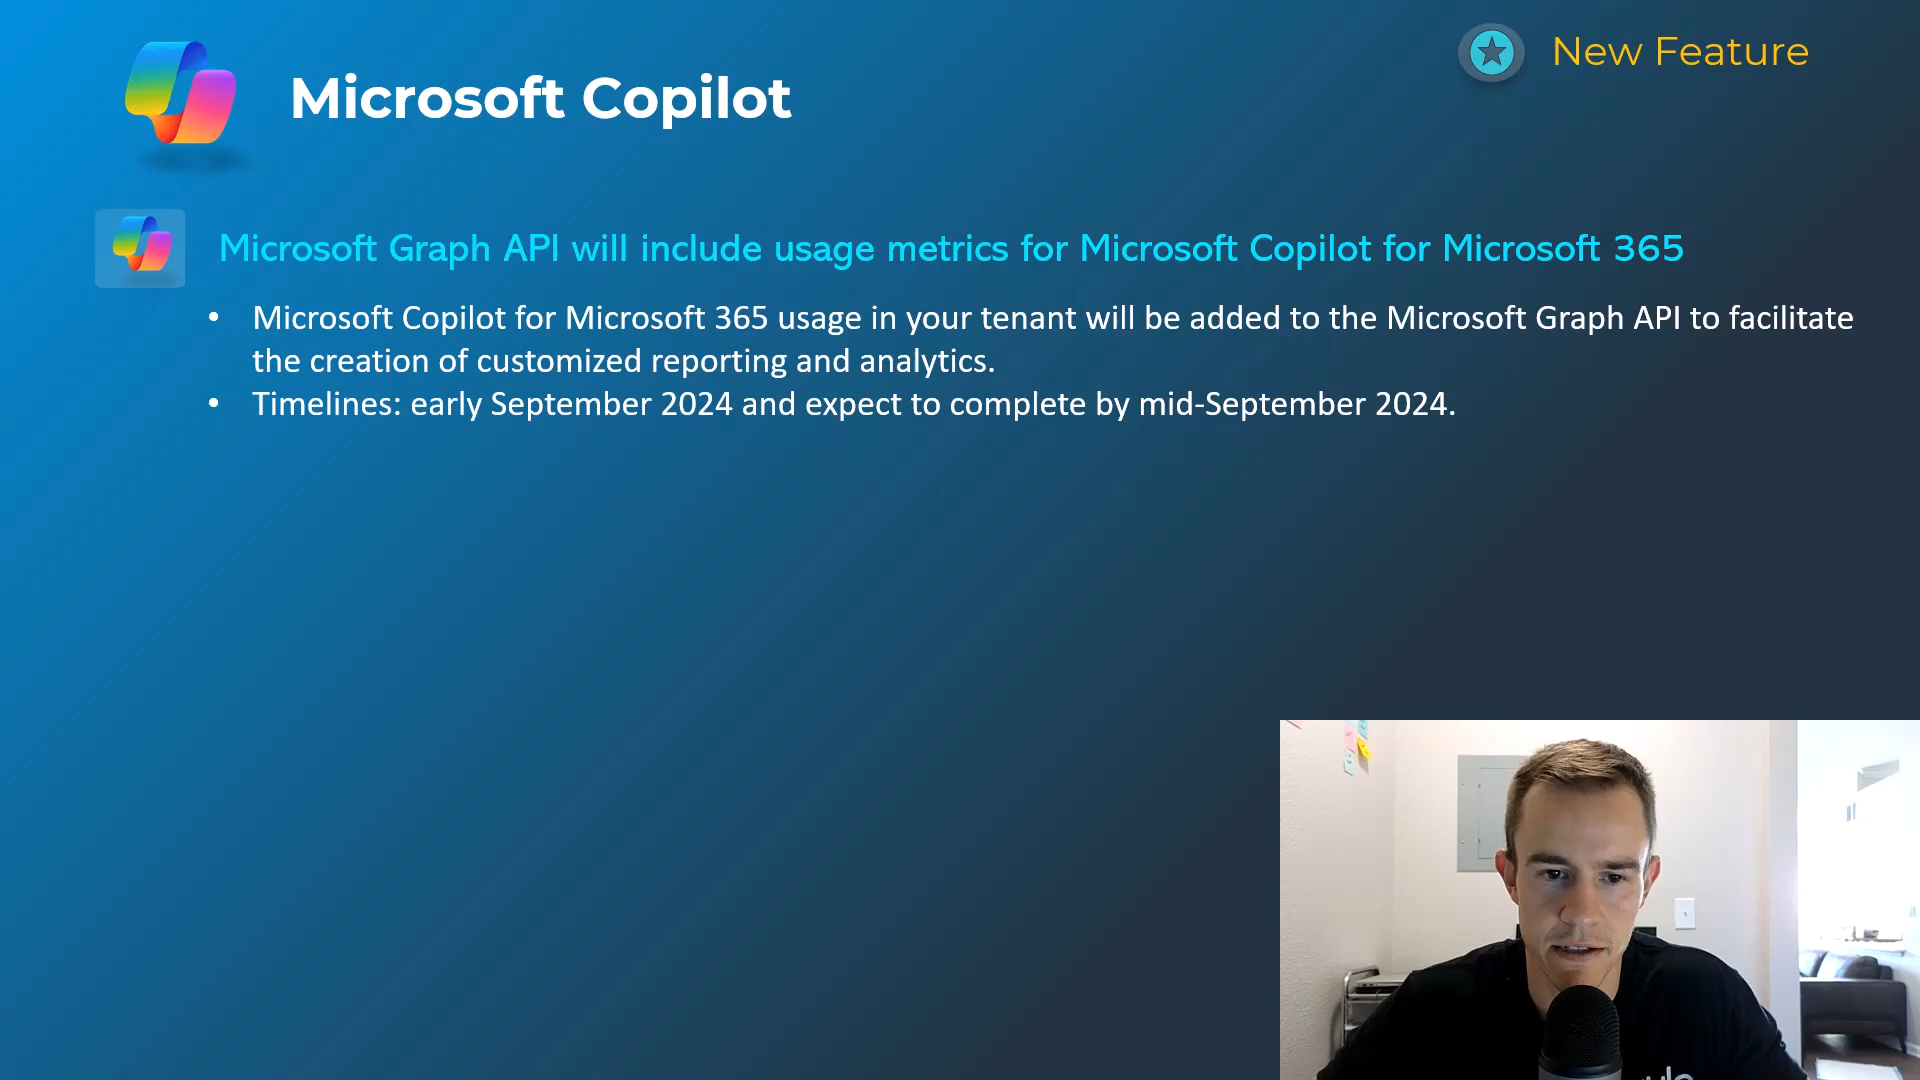 New Feature
Microsoft Copilot
Microsoft Graph API will include usage metrics for Microsoft Copilot for Microsoft 365
• Microsoft Copilot for Microsoft 365 usage in your tenant will be added to the Microsoft Graph API to facilitate
the creation of customized reporting and analytics.
• Timelines: early September 2024 and expect to complete by mid-September 2024.